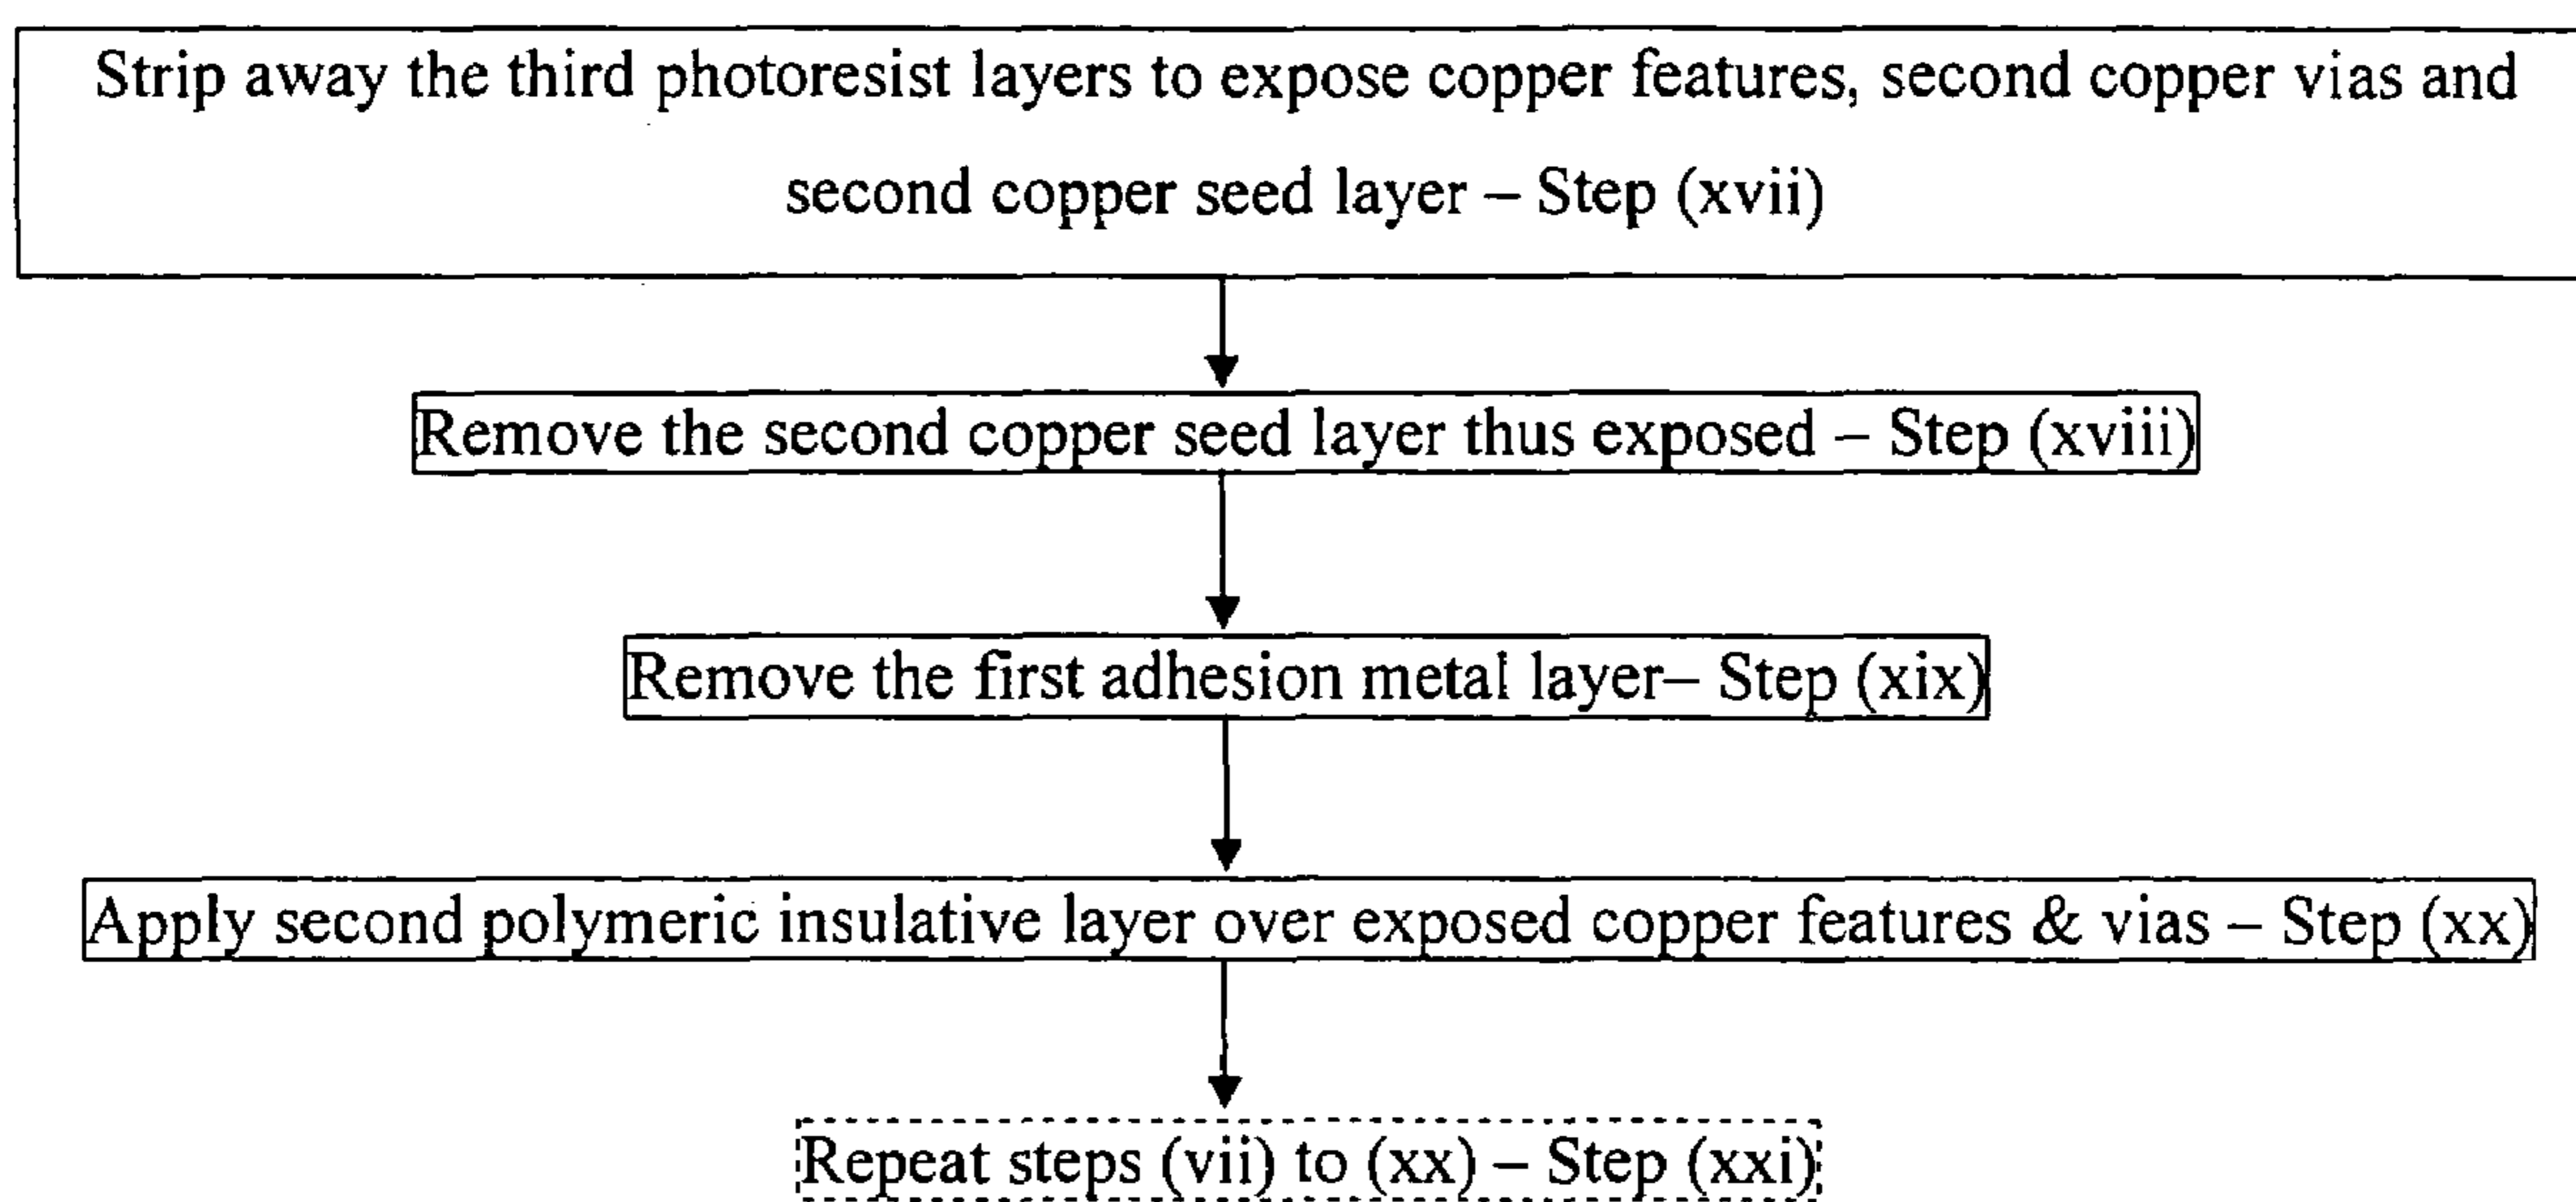 Strip away the third photoresist layers to expose copper features, second copper vias and
second copper seed layer – Step (xvii)
Remove the second copper seed layer thus exposed – Step (xviii)
Remove the first adhesion metal layer– Step (xix)
Apply second polymeric insulative layer over exposed copper features & vias – Step (xx)
Repeat steps (vii) to (xx) – Step (xxi)